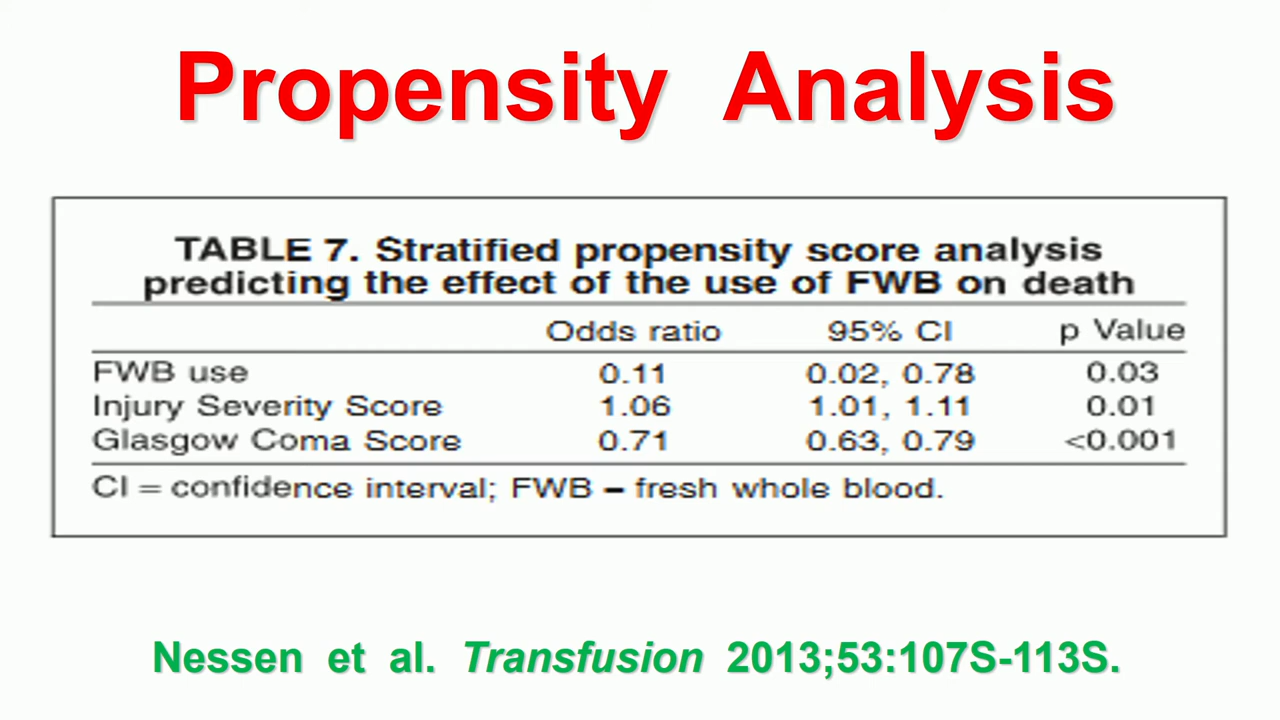 Propensity Analysis
TABLE 7. Stratified propensity score analysis
predicting the effect of the use of FWB on death
Odds ratio 95% CI p Value
FWB use 0.11 0.02, 0.78 0.03
Injury Severity Score 1.06 1.01, 1.11 0.01
Glasgow Coma Score 0.71 0.63, 0.79 <0.001
CI = confidence interval; FWB – fresh whole blood.
Nessen et al. Transfusion 2013;53:107S-113S.